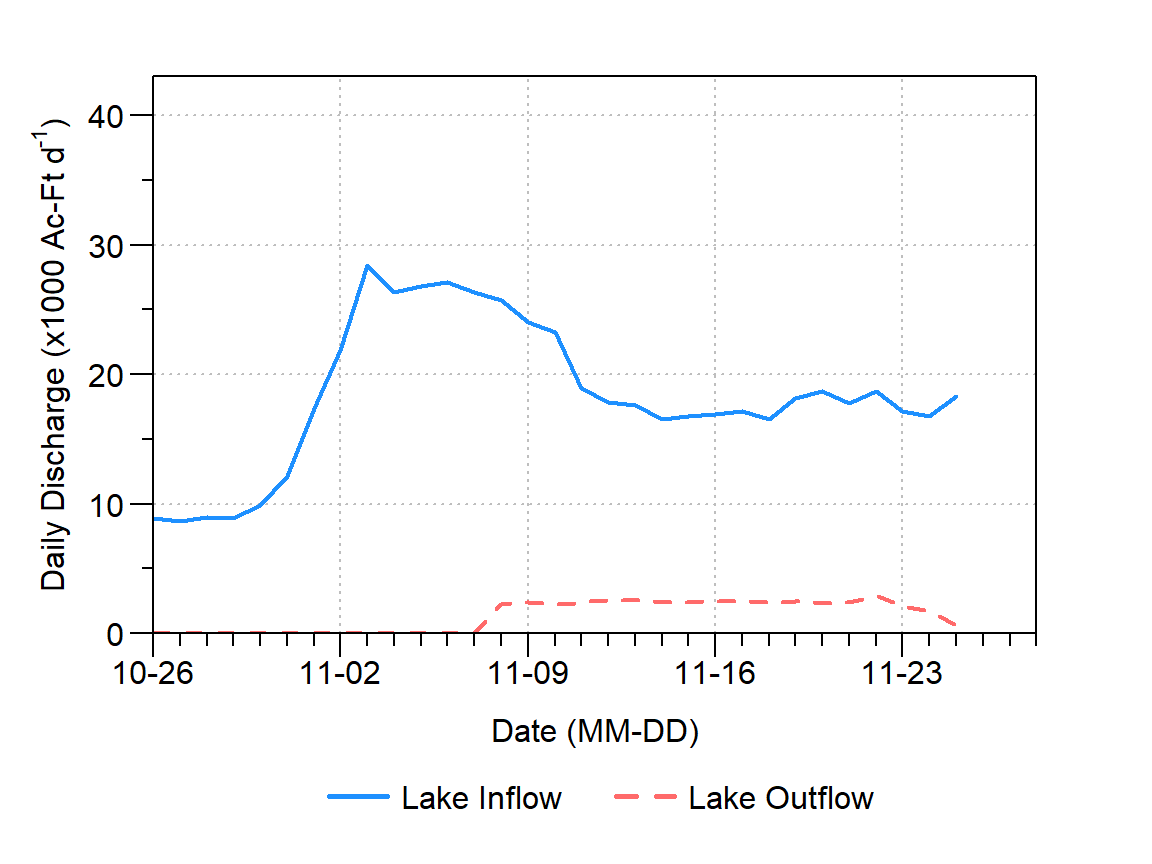 Daily Discharge (x1000 Ac-Ft d⁻¹)
40
30
20
10
0
10-26 11-02 11-09 11-16 11-23
Date (MM-DD)
Lake Inflow Lake Outflow